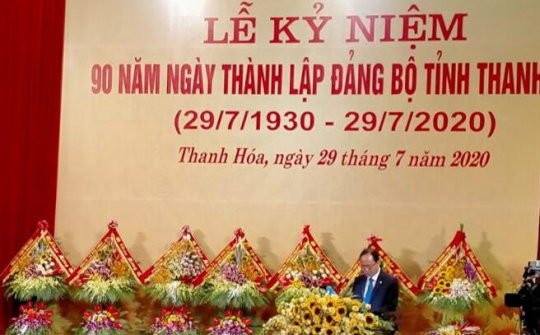 LỄ KỶ NIỆM
90 NĂM NGÀY THÀNH LẬP ĐẢNG BỘ TỈNH THANH
(29/7/1930 - 29/7/2020)
Thanh Hóa, ngày 29 tháng 7 năm 2020